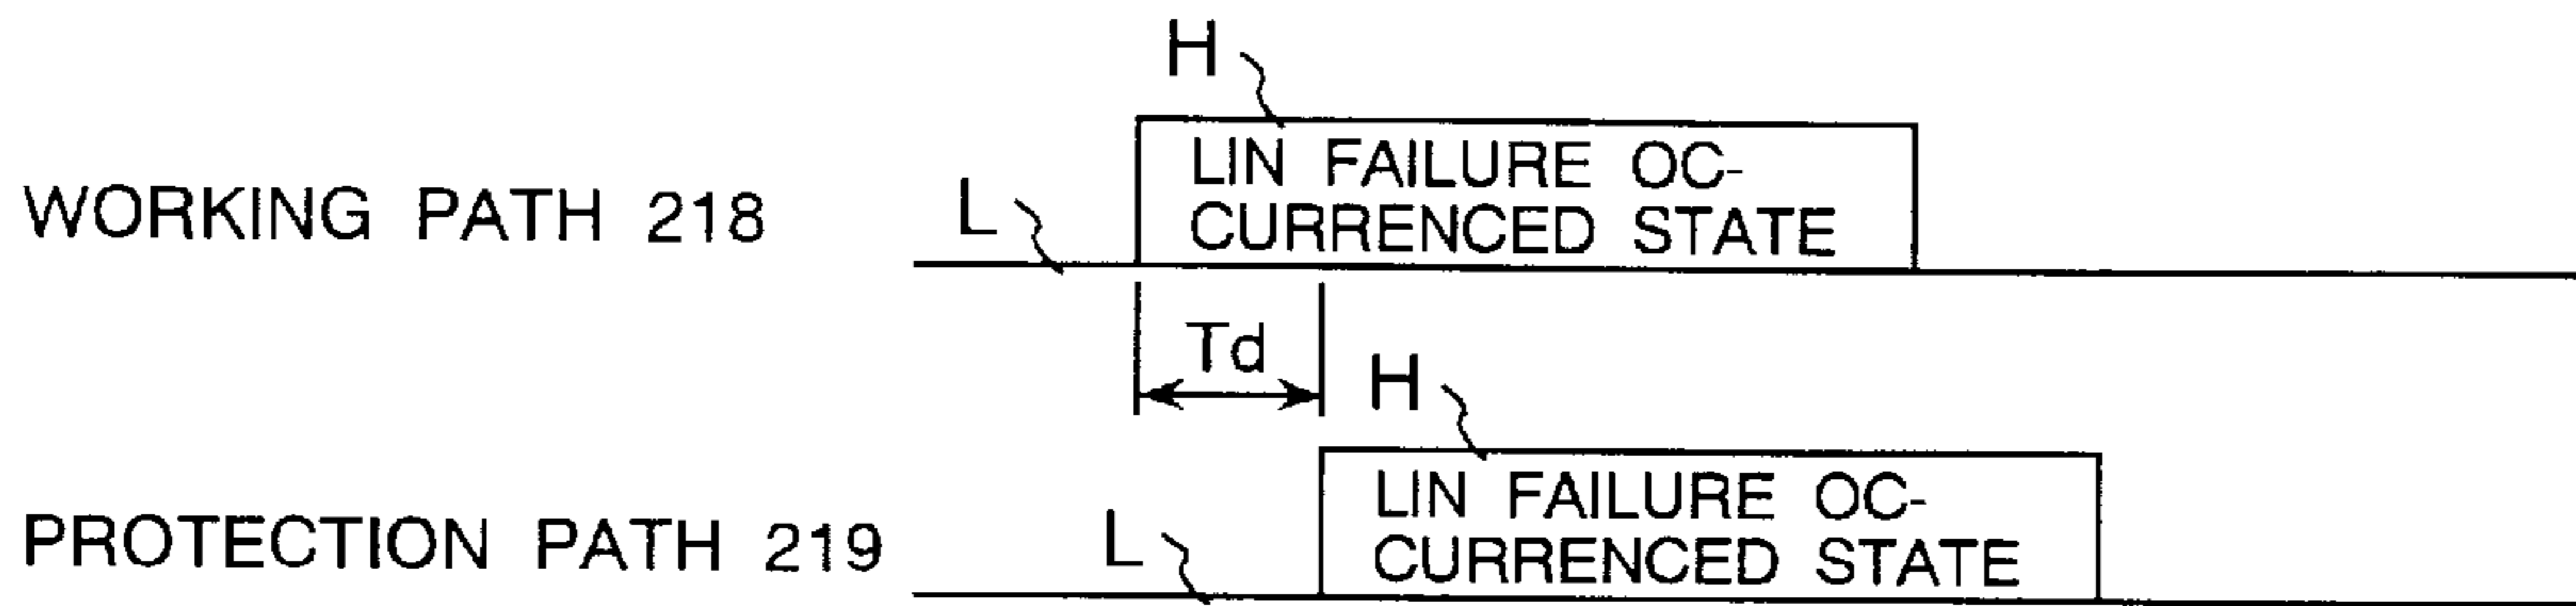 H
LIN FAILURE OC-
L
WORKING PATH 218
CURRENCED STATE
Td
H
LIN FAILURE OC-
L
PROTECTION PATH 219
CURRENCED STATE